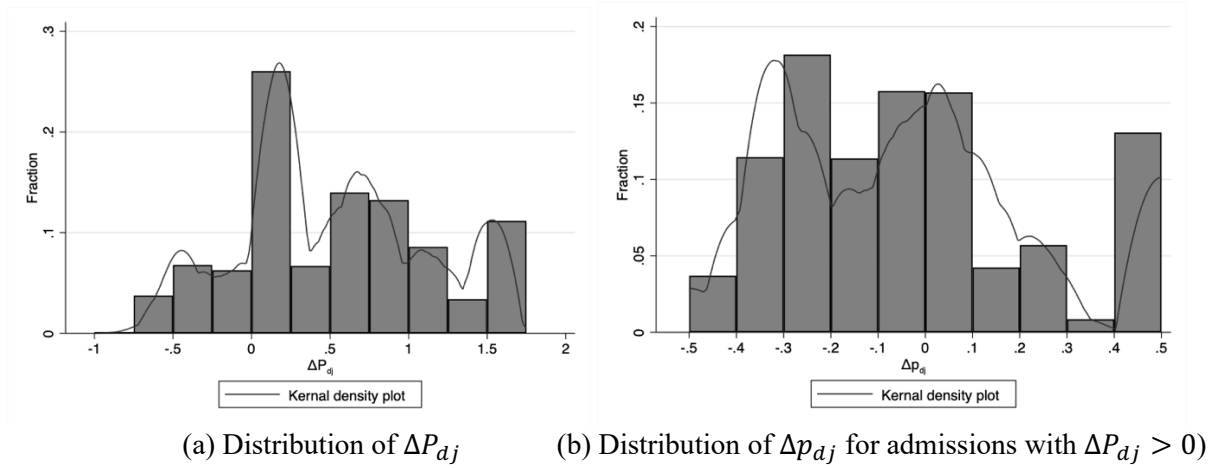 .3
.2
.1
0
Fraction
-1 -.5 0 .5 1 1.5 2
ΔP_dj
Kernal density plot
(a) Distribution of ΔP_dj
.2
.15
.1
.05
0
Fraction
-.5 -.4 -.3 -.2 -.1 0 .1 .2 .3 .4 .5
Δp_dj
Kernal density plot
(b) Distribution of Δp_dj for admissions with ΔP_dj > 0)